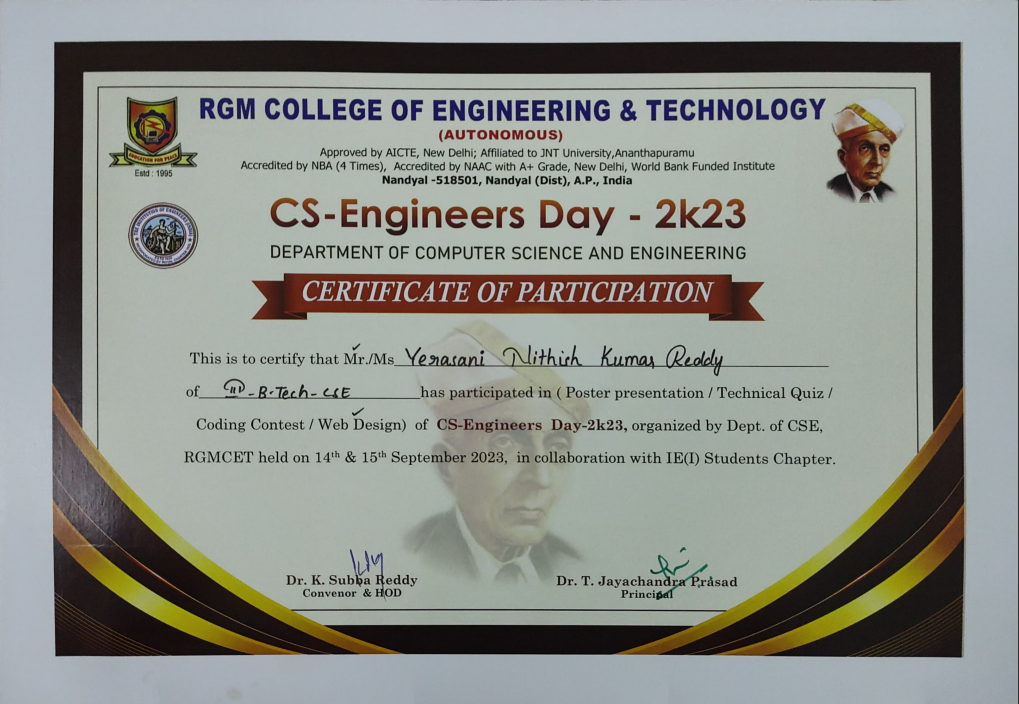 RGM COLLEGE OF ENGINEERING & TECHNOLOGY
(AUTONOMOUS)
Approved by AICTE, New Delhi; Affiliated to JNT University,Ananthapuramu
Accredited by NBA (4 Times), Accredited by NAAC with A+ Grade, New Delhi, World Bank Funded Institute
Nandyal -518501, Nandyal (Dist), A.P., India
EDUCATION FOR PEACE
Estd : 1995
CS-Engineers Day - 2k23
DEPARTMENT OF COMPUTER SCIENCE AND ENGINEERING
CERTIFICATE OF PARTICIPATION
This is to certify that Mr./Ms Yerasani Nithish Kumar Reddy
of III-B.Tech-CSE has participated in ( Poster presentation / Technical Quiz /
Coding Contest / Web Design) of CS-Engineers Day-2k23, organized by Dept. of CSE,
RGMCET held on 14th & 15th September 2023, in collaboration with IE(I) Students Chapter.
Dr. K. Subba Reddy
Convenor & HOD
Dr. T. Jayachandra Prasad
Principal